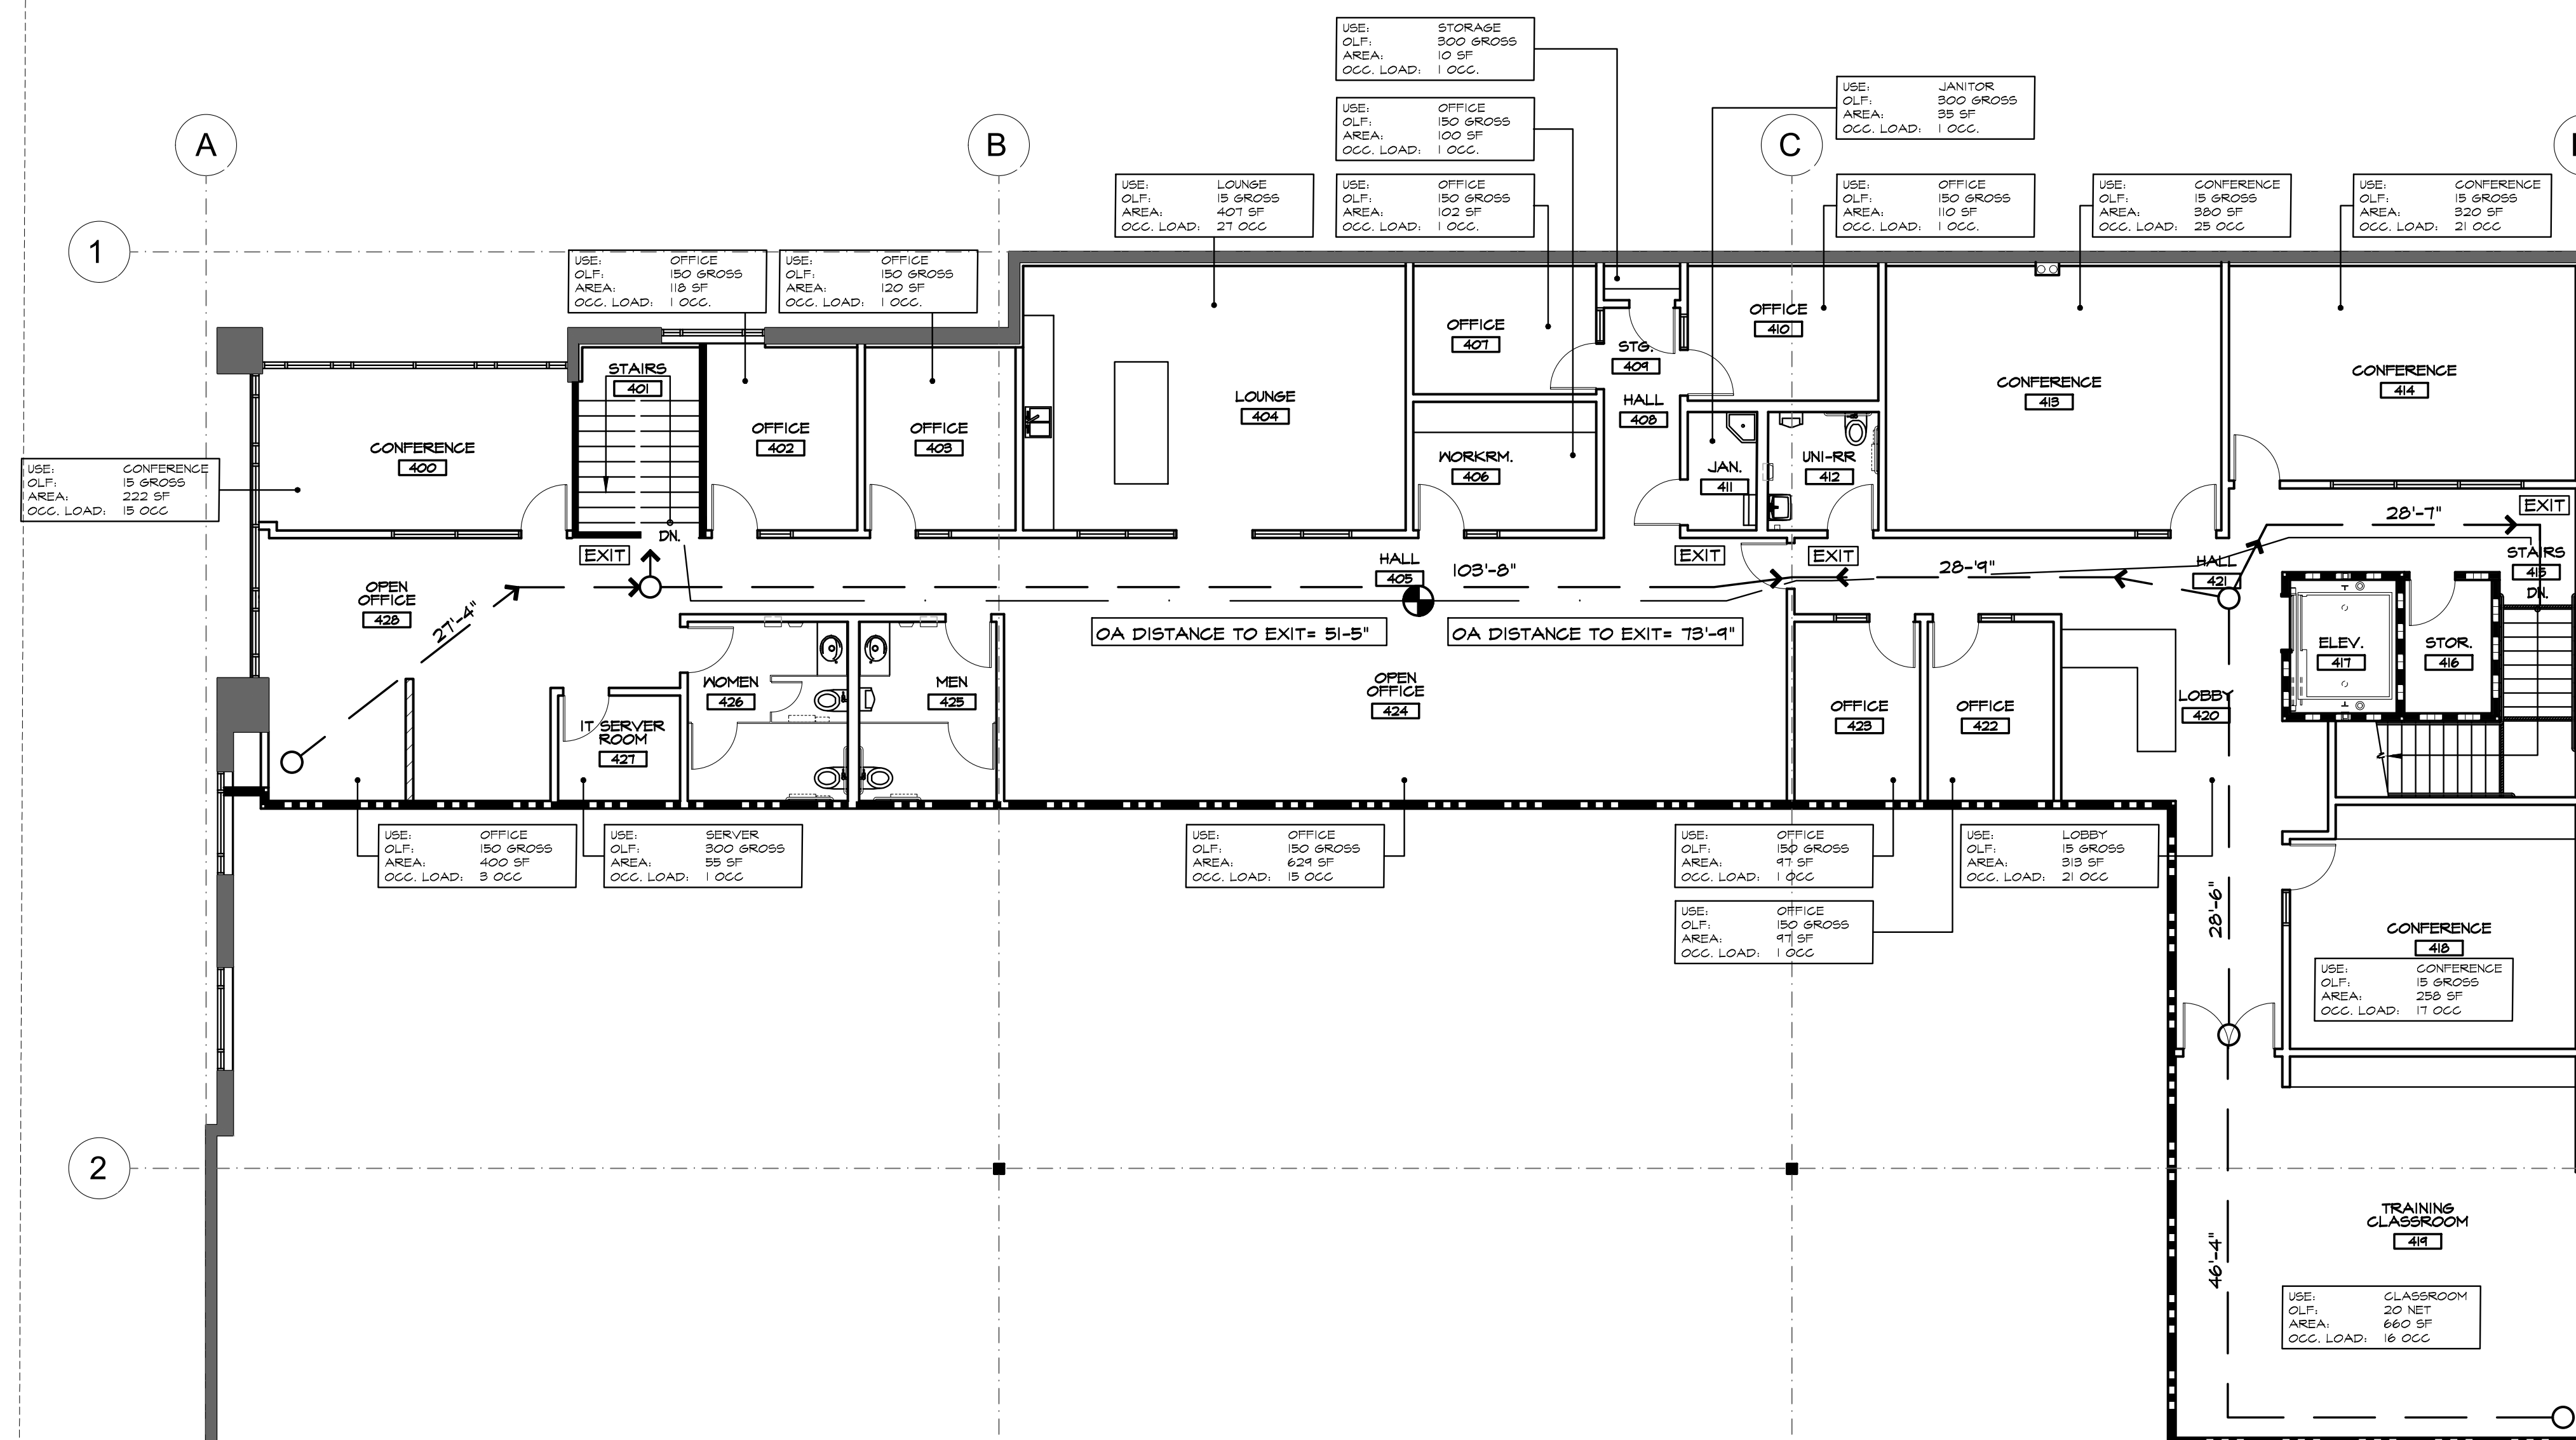 USE: STORAGE
OLF: 300 GROSS
AREA: 10 SF
OCC. LOAD: 1 OCC.
USE: OFFICE
OLF: 150 GROSS
AREA: 100 SF
OCC. LOAD: 1 OCC.
USE: JANITOR
OLF: 300 GROSS
AREA: 35 SF
OCC. LOAD: 1 OCC.
A
B
C
USE: LOUNGE
OLF: 15 GROSS
AREA: 407 SF
OCC. LOAD: 27 OCC
USE: OFFICE
OLF: 150 GROSS
AREA: 102 SF
OCC. LOAD: 1 OCC.
USE: OFFICE
OLF: 150 GROSS
AREA: 110 SF
OCC. LOAD: 1 OCC.
USE: CONFERENCE
OLF: 15 GROSS
AREA: 380 SF
OCC. LOAD: 25 OCC
USE: CONFERENCE
OLF: 15 GROSS
AREA: 320 SF
OCC. LOAD: 21 OCC
1
USE: OFFICE
OLF: 150 GROSS
AREA: 118 SF
OCC. LOAD: 1 OCC.
USE: OFFICE
OLF: 150 GROSS
AREA: 120 SF
OCC. LOAD: 1 OCC.
STAIRS
401
OFFICE
407
STG.
409
OFFICE
410
CONFERENCE
413
CONFERENCE
414
LOUNGE
404
HALL
408
CONFERENCE
400
OFFICE
402
OFFICE
403
WORKRM.
406
JAN.
411
UNI-RR
412
USE: CONFERENCE
OLF: 15 GROSS
AREA: 222 SF
OCC. LOAD: 15 OCC
DN.
EXIT
HALL
405
103'-8"
EXIT
EXIT
28'-9"
28'-7"
EXIT
HALL
421
STAIRS
415
DN.
OPEN
OFFICE
428
27'-4"
OA DISTANCE TO EXIT= 51-5"
OA DISTANCE TO EXIT= 73'-9"
ELEV.
417
STOR.
416
WOMEN
426
MEN
425
OPEN
OFFICE
424
OFFICE
423
OFFICE
422
LOBBY
420
IT SERVER
ROOM
427
USE: OFFICE
OLF: 150 GROSS
AREA: 400 SF
OCC. LOAD: 3 OCC
USE: SERVER
OLF: 300 GROSS
AREA: 55 SF
OCC. LOAD: 1 OCC
USE: OFFICE
OLF: 150 GROSS
AREA: 629 SF
OCC. LOAD: 15 OCC
USE: OFFICE
OLF: 150 GROSS
AREA: 97 SF
OCC. LOAD: 1 OCC
USE: LOBBY
OLF: 15 GROSS
AREA: 313 SF
OCC. LOAD: 21 OCC
USE: OFFICE
OLF: 150 GROSS
AREA: 97 SF
OCC. LOAD: 1 OCC
28'-6"
CONFERENCE
418
USE: CONFERENCE
OLF: 15 GROSS
AREA: 258 SF
OCC. LOAD: 17 OCC
2
TRAINING
CLASSROOM
419
46'-4"
USE: CLASSROOM
OLF: 20 NET
AREA: 660 SF
OCC. LOAD: 16 OCC